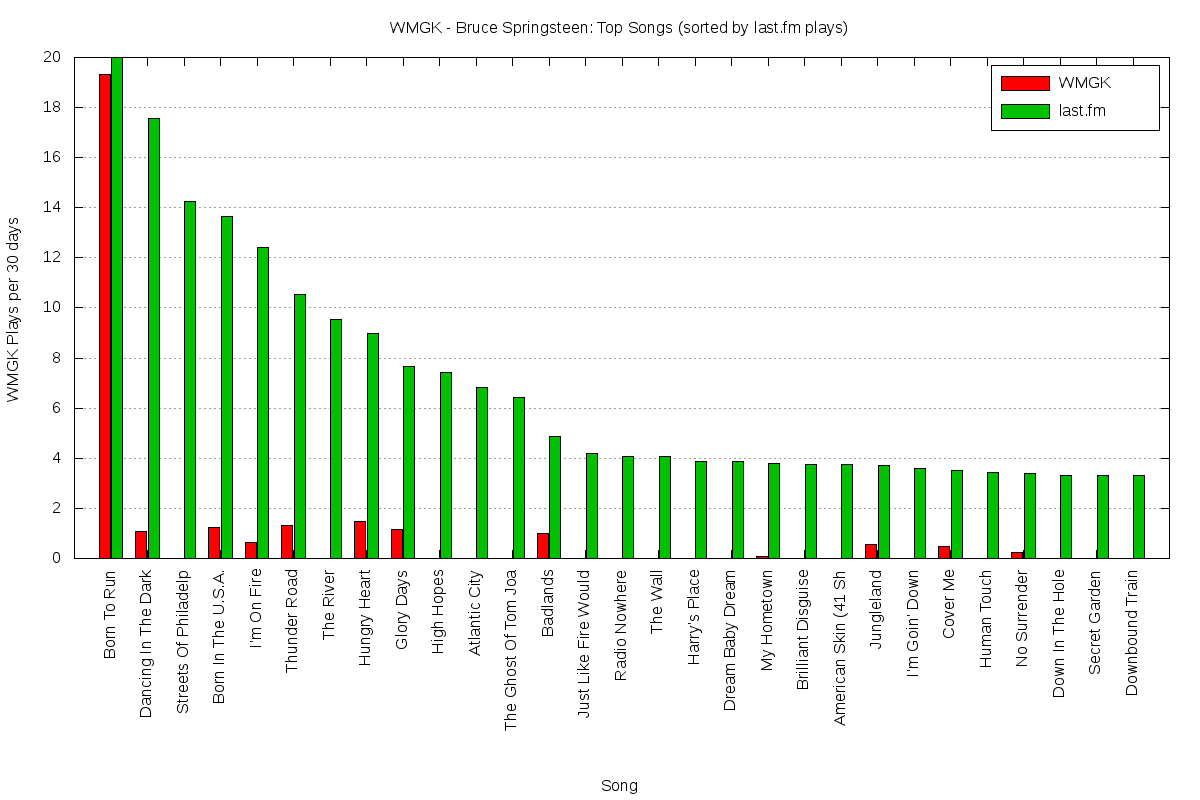 WMGK - Bruce Springsteen: Top Songs (sorted by last.fm plays)
WMGK
last.fm
WMGK Plays per 30 days
20
18
16
14
12
10
8
6
4
2
0
Born To Run
Dancing In The Dark
Streets Of Philadelp
Born In The U.S.A.
I'm On Fire
Thunder Road
The River
Hungry Heart
Glory Days
High Hopes
Atlantic City
The Ghost Of Tom Joa
Badlands
Just Like Fire Would
Radio Nowhere
The Wall
Harry's Place
Dream Baby Dream
My Hometown
Brilliant Disguise
American Skin (41 Sh
Jungleland
I'm Goin' Down
Cover Me
Human Touch
No Surrender
Down In The Hole
Secret Garden
Downbound Train
Song